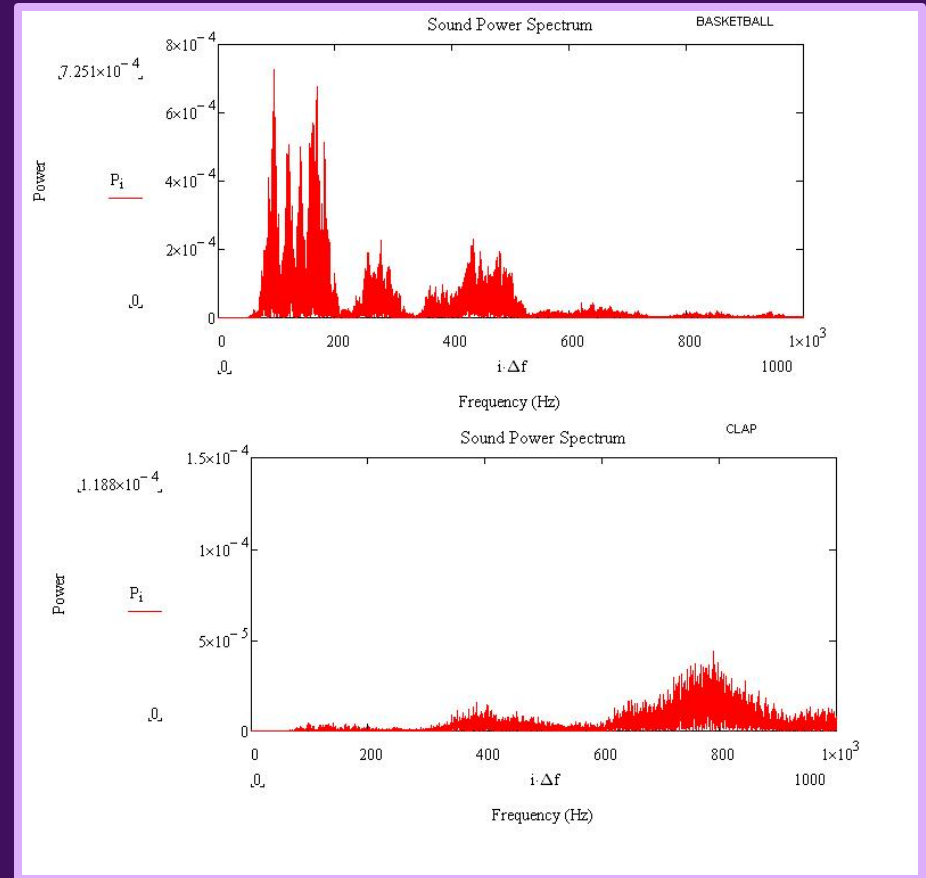 Sound Power Spectrum BASKETBALL
8×10⁻⁴
7.251×10⁻⁴
6×10⁻⁴
Power
Pᵢ
4×10⁻⁴
2×10⁻⁴
0
0
0 200 400 600 800 1×10³
0 i·Δf 1000
Frequency (Hz)
Sound Power Spectrum CLAP
1.5×10⁻⁴
1.188×10⁻⁴
1×10⁻⁴
Power
Pᵢ
5×10⁻⁵
0
0
0 200 400 600 800 1×10³
0 i·Δf 1000
Frequency (Hz)